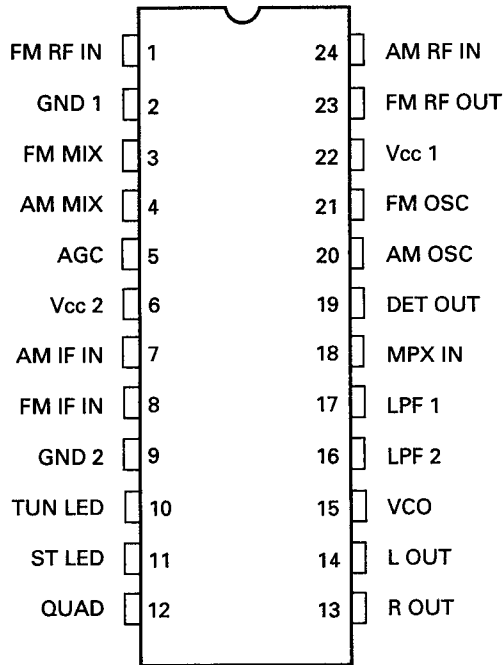 FM RF IN 1 24 AM RF IN
GND 1 2 23 FM RF OUT
FM MIX 3 22 Vcc 1
AM MIX 4 21 FM OSC
AGC 5 20 AM OSC
Vcc 2 6 19 DET OUT
AM IF IN 7 18 MPX IN
FM IF IN 8 17 LPF 1
GND 2 9 16 LPF 2
TUN LED 10 15 VCO
ST LED 11 14 L OUT
QUAD 12 13 R OUT